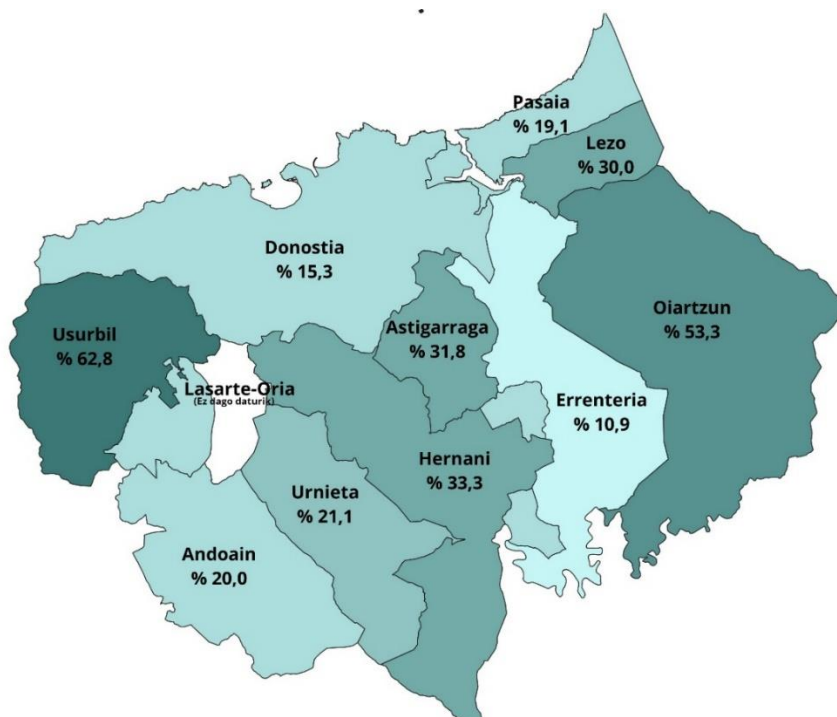 Pasaia
% 19,1
Lezo
% 30,0
Donostia
% 15,3
Oiartzun
% 53,3
Astigarraga
% 31,8
Usurbil
% 62,8
Lasarte-Oria
(Ez dago daturik)
Errenteria
% 10,9
Hernani
% 33,3
Urnieta
% 21,1
Andoain
% 20,0